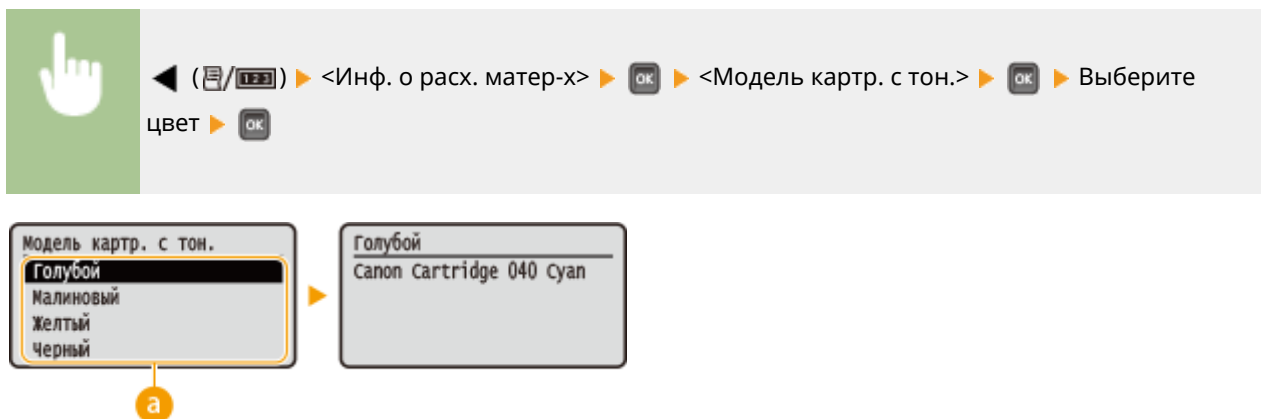 ◀ (/123) ▶ <Инф. о расх. матер-х> ▶ OK ▶ <Модель картр. с тон.> ▶ OK ▶ Выберите
цвет ▶ OK
Модель картр. с тон.
Голубой
Малиновый
Желтый
Черный
Голубой
Canon Cartridge 040 Cyan
a